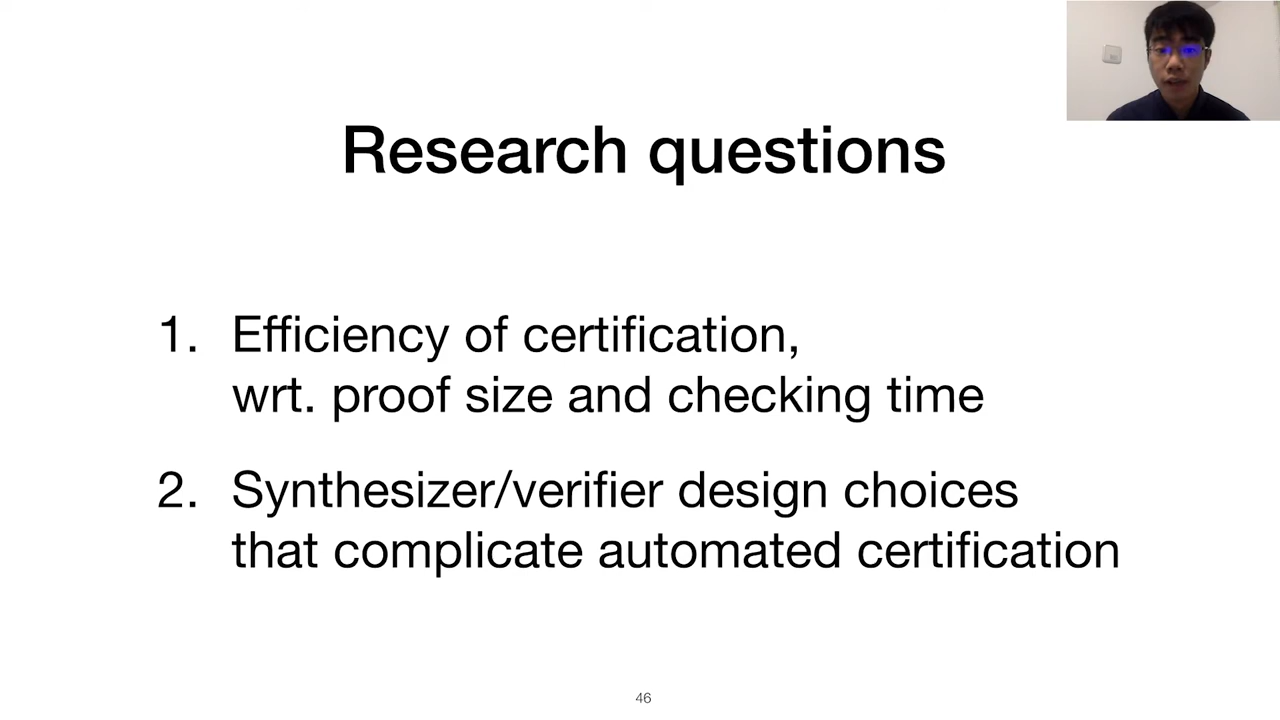 Research questions
1. Efficiency of certification,
wrt. proof size and checking time
2. Synthesizer/verifier design choices
that complicate automated certification
46